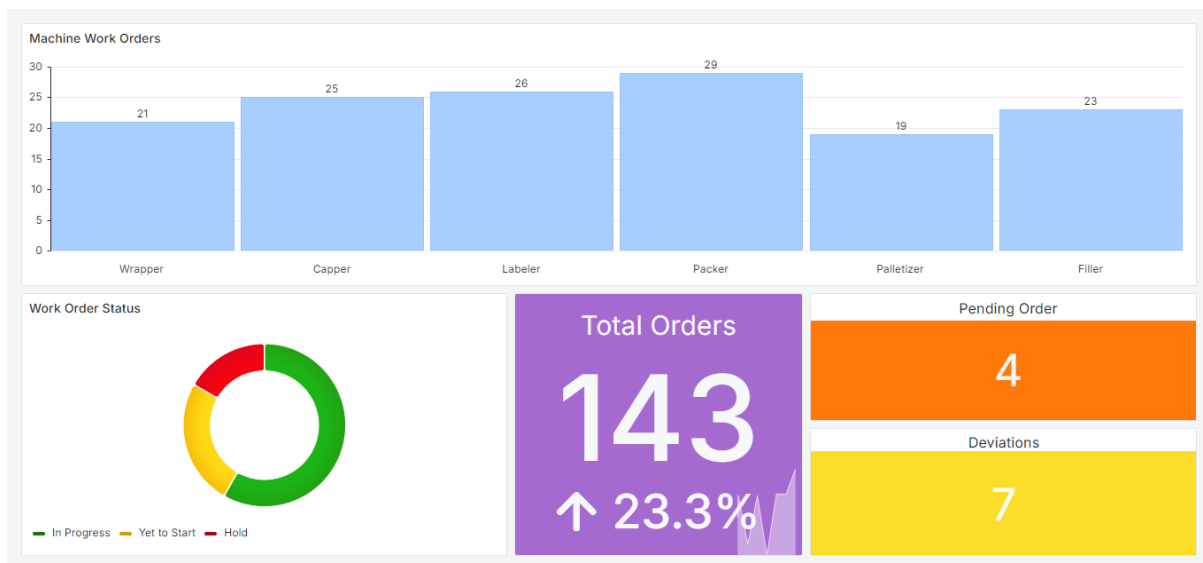 Machine Work Orders
30
25
20
15
10
5
0
21
25
26
29
19
23
Wrapper
Capper
Labeler
Packer
Palletizer
Filler
Work Order Status
In Progress
Yet to Start
Hold
Total Orders
143
↑ 23.3%
Pending Order
4
Deviations
7